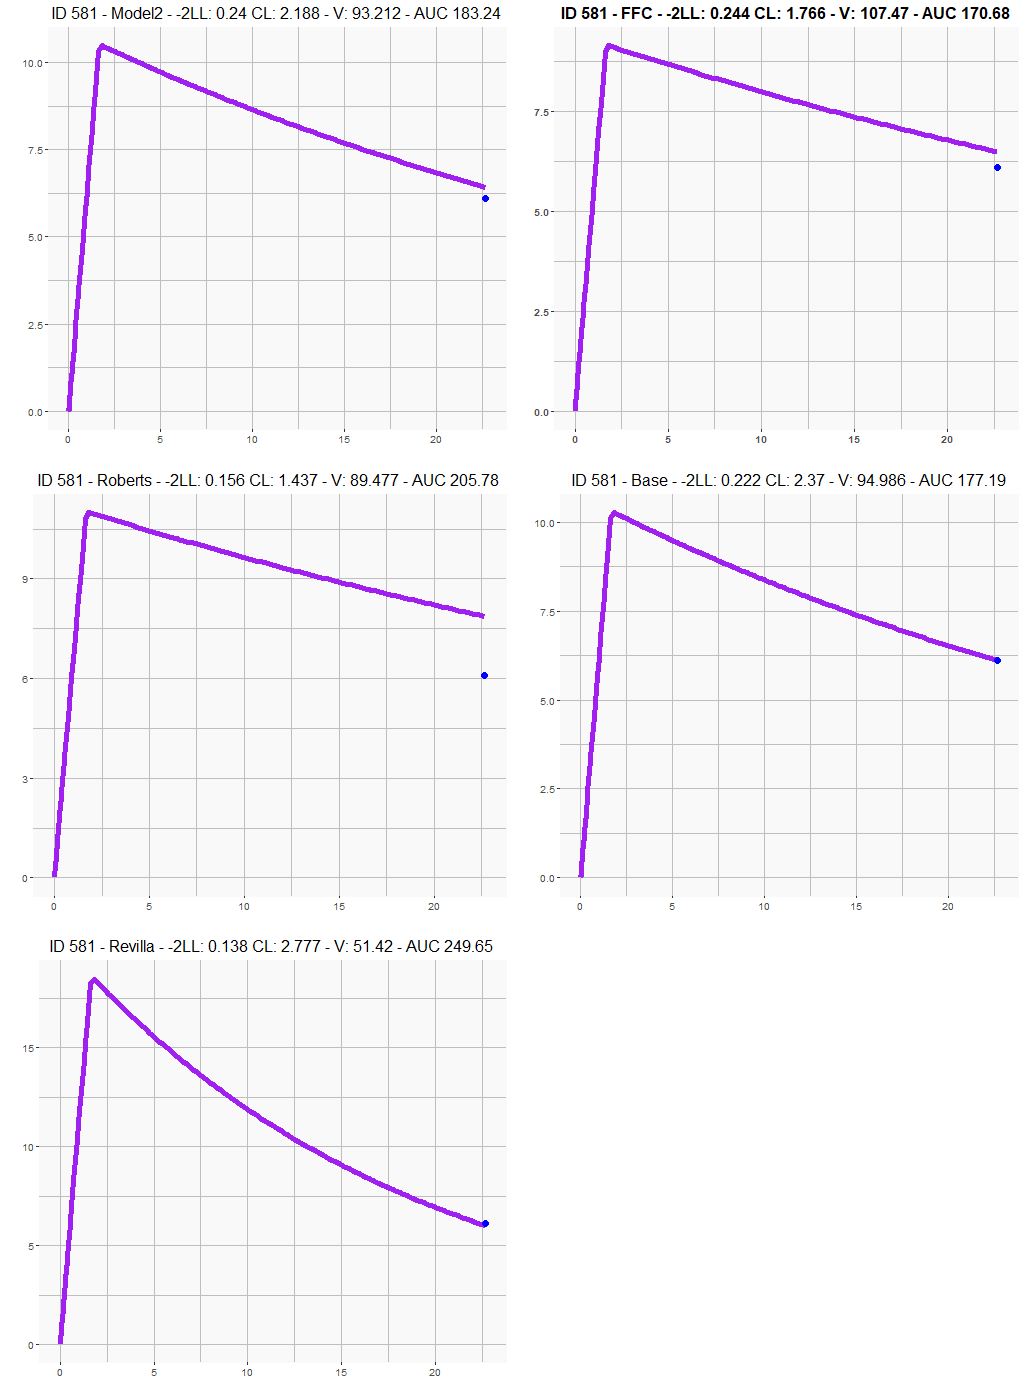 ID 581 - Model2 - -2LL: 0.24 CL: 2.188 - V: 93.212 - AUC 183.24
10.0
7.5
5.0
2.5
0.0
0 5 10 15 20
ID 581 - FFC - -2LL: 0.244 CL: 1.766 - V: 107.47 - AUC 170.68
7.5
5.0
2.5
0.0
0 5 10 15 20
ID 581 - Roberts - -2LL: 0.156 CL: 1.437 - V: 89.477 - AUC 205.78
9
6
3
0
0 5 10 15 20
ID 581 - Base - -2LL: 0.222 CL: 2.37 - V: 94.986 - AUC 177.19
10.0
7.5
5.0
2.5
0.0
0 5 10 15 20
ID 581 - Revilla - -2LL: 0.138 CL: 2.777 - V: 51.42 - AUC 249.65
15
10
5
0
0 5 10 15 20